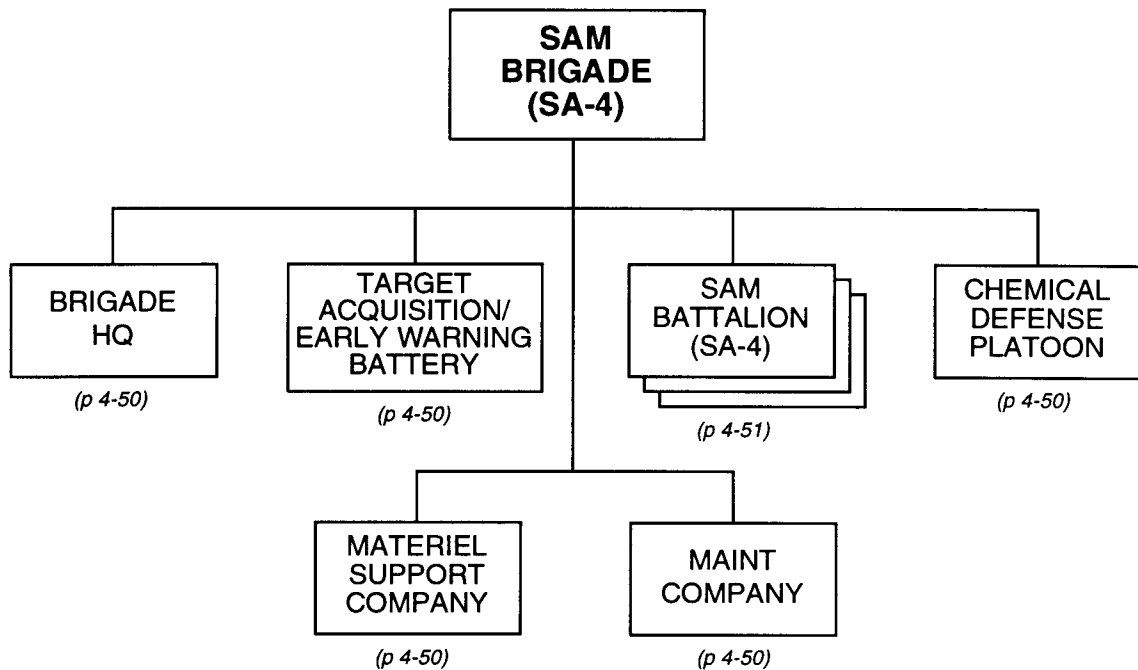 SAM
BRIGADE
(SA-4)
BRIGADE
HQ
(p 4-50)
TARGET
ACQUISITION/
EARLY WARNING
BATTERY
(p 4-50)
SAM
BATTALION
(SA-4)
(p 4-51)
CHEMICAL
DEFENSE
PLATOON
(p 4-50)
MATERIEL
SUPPORT
COMPANY
(p 4-50)
MAINT
COMPANY
(p 4-50)